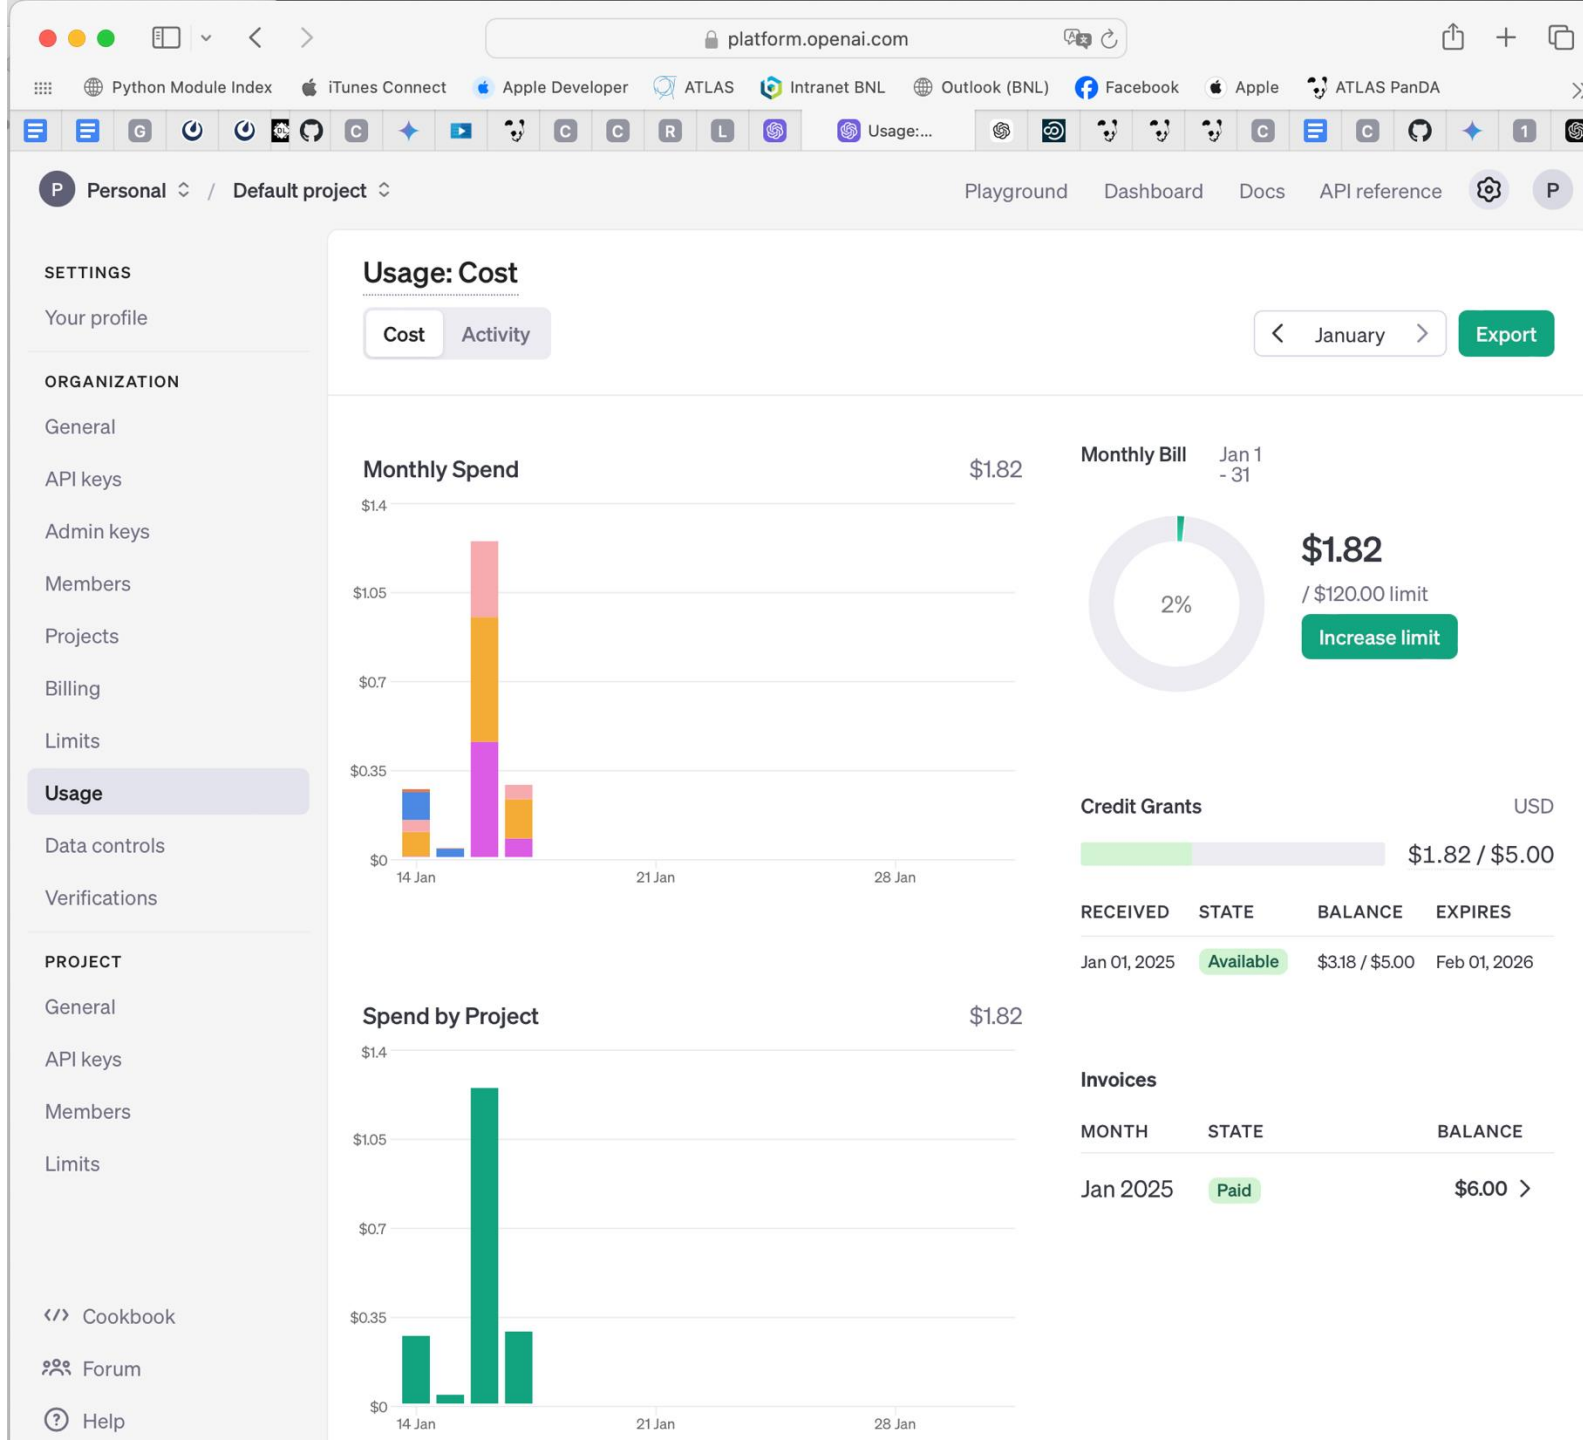 platform.openai.com
Python Module Index iTunes Connect Apple Developer ATLAS Intranet BNL Outlook (BNL) Facebook Apple ATLAS PanDA
G C C C R L Usage:... C C 1
P Personal / Default project Playground Dashboard Docs API reference P
SETTINGS
Your profile
ORGANIZATION
General
API keys
Admin keys
Members
Projects
Billing
Limits
Usage
Data controls
Verifications
PROJECT
General
API keys
Members
Limits
Cookbook
Forum
Help
Usage: Cost
Cost Activity
January
Export
Monthly Spend $1.82
$1.4
$1.05
$0.7
$0.35
$0
14 Jan 21 Jan 28 Jan
Spend by Project $1.82
$1.4
$1.05
$0.7
$0.35
$0
14 Jan 21 Jan 28 Jan
Monthly Bill Jan 1
- 31
2%
$1.82
/ $120.00 limit
Increase limit
Credit Grants USD
$1.82 / $5.00
RECEIVED STATE BALANCE EXPIRES
Jan 01, 2025 Available $3.18 / $5.00 Feb 01, 2026
Invoices
MONTH STATE BALANCE
Jan 2025 Paid $6.00